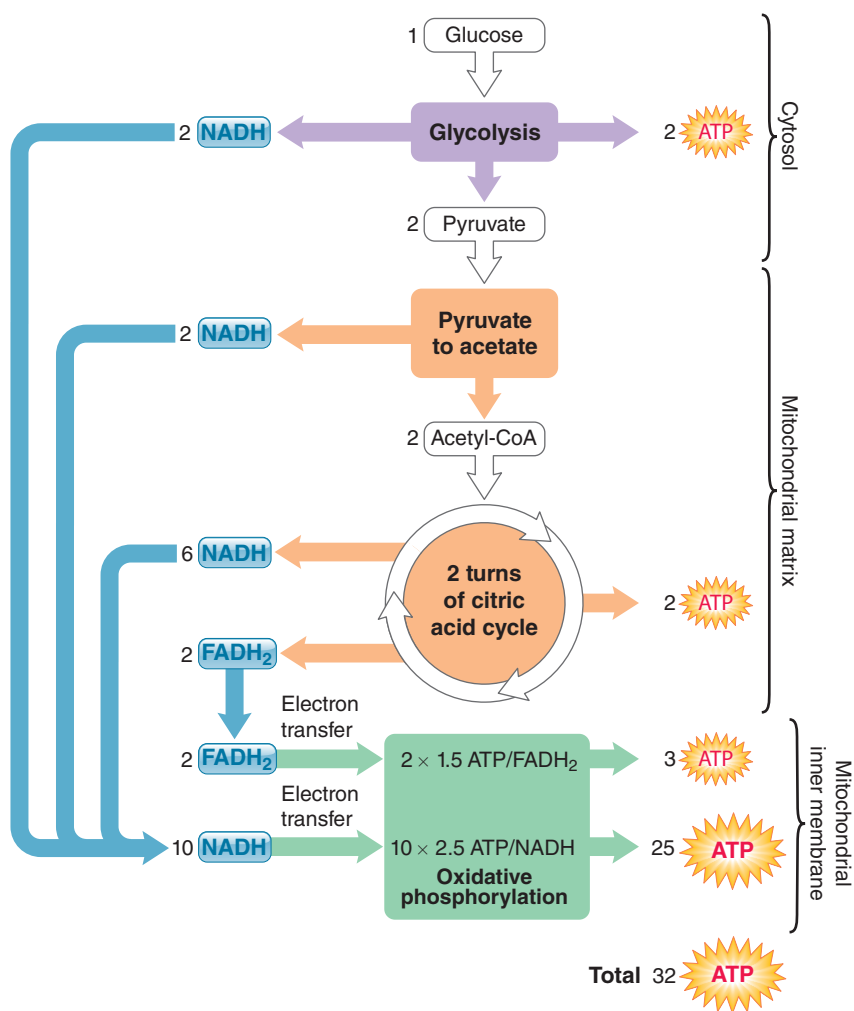 1 Glucose
2 NADH
Glycolysis
2 ATP
Cytosol
2 Pyruvate
2 NADH
Pyruvate
to acetate
2 Acetyl-CoA
Mitochondrial matrix
6 NADH
2 turns
of citric
acid cycle
2 ATP
2 FADH₂
Electron
transfer
2 FADH₂
2 × 1.5 ATP/FADH₂
3 ATP
Electron
transfer
10 NADH
10 × 2.5 ATP/NADH
25 ATP
Oxidative
phosphorylation
Mitochondrial
inner membrane
Total 32 ATP